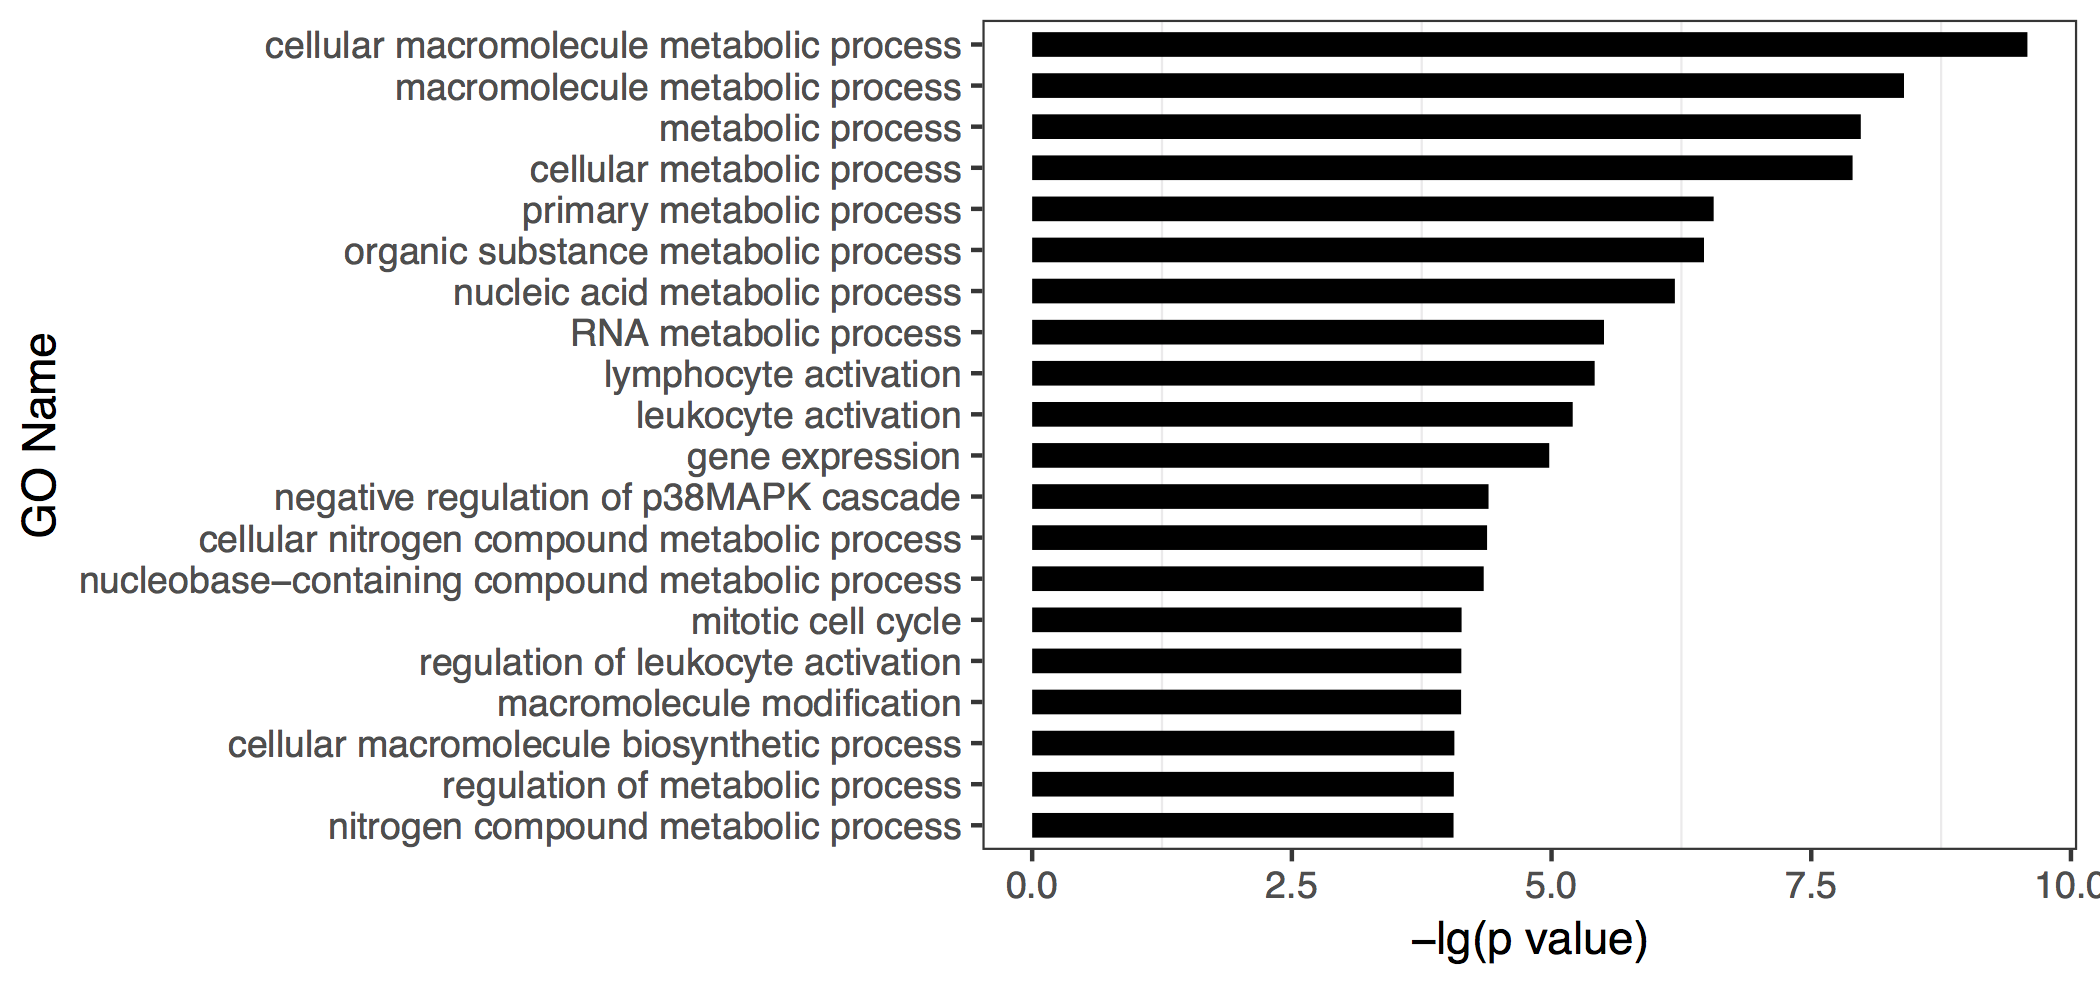 cellular macromolecule metabolic process
macromolecule metabolic process
metabolic process
cellular metabolic process
primary metabolic process
organic substance metabolic process
nucleic acid metabolic process
RNA metabolic process
lymphocyte activation
leukocyte activation
gene expression
negative regulation of p38MAPK cascade
cellular nitrogen compound metabolic process
nucleobase−containing compound metabolic process
mitotic cell cycle
regulation of leukocyte activation
macromolecule modification
cellular macromolecule biosynthetic process
regulation of metabolic process
nitrogen compound metabolic process
GO Name
0.0 2.5 5.0 7.5 10.0
−lg(p value)